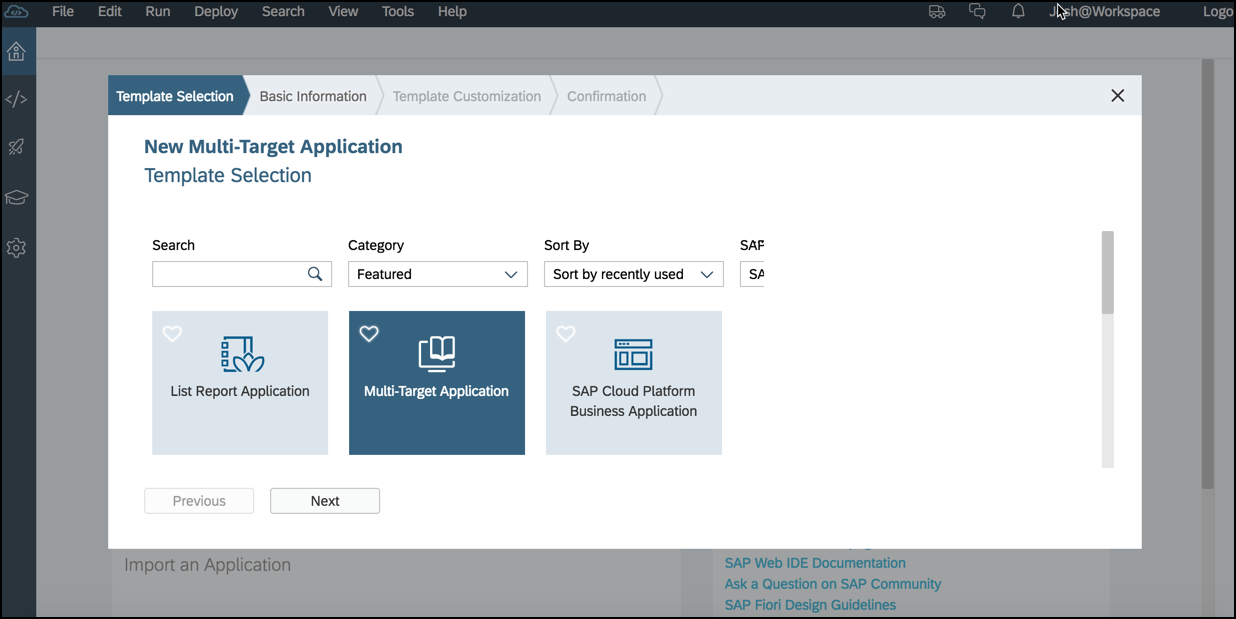 File Edit Run Deploy Search View Tools Help
@Workspace Logo
Template Selection Basic Information Template Customization Confirmation
New Multi-Target Application
Template Selection
Search Category Sort By SAP
Featured Sort by recently used SA
List Report Application
Multi-Target Application
SAP Cloud Platform
Business Application
Previous Next
Import an Application
SAP Web IDE Documentation
Ask a Question on SAP Community
SAP Fiori Design Guidelines